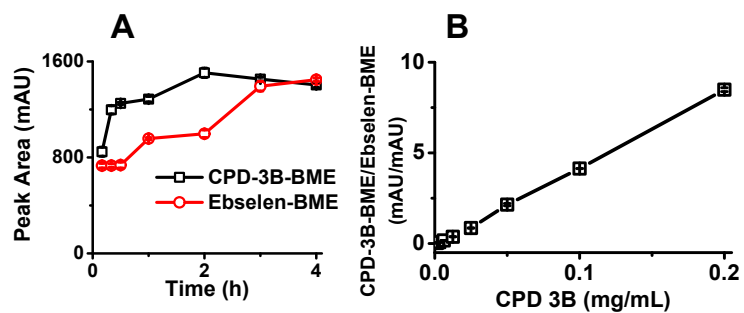 A
Peak Area (mAU)
1600
800
0
0
2
4
Time (h)
CPD-3B-BME
Ebselen-BME
B
CPD-3B-BME/Ebselen-BME
(mAU/mAU)
10
5
0
0.0
0.1
0.2
CPD 3B (mg/mL)